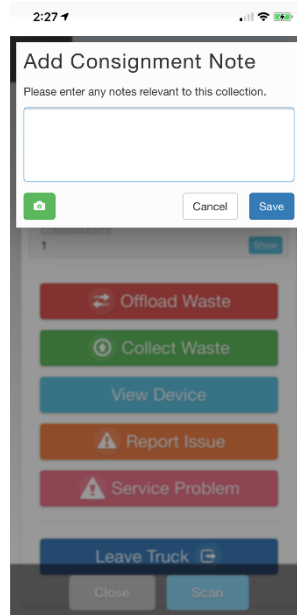 2:27
Add Consignment Note
Please enter any notes relevant to this collection.
Cancel
Save
CONSIGNMENTS:
1
Show
Offload Waste
Collect Waste
View Device
Report Issue
Service Problem
Leave Truck
Close
Scan